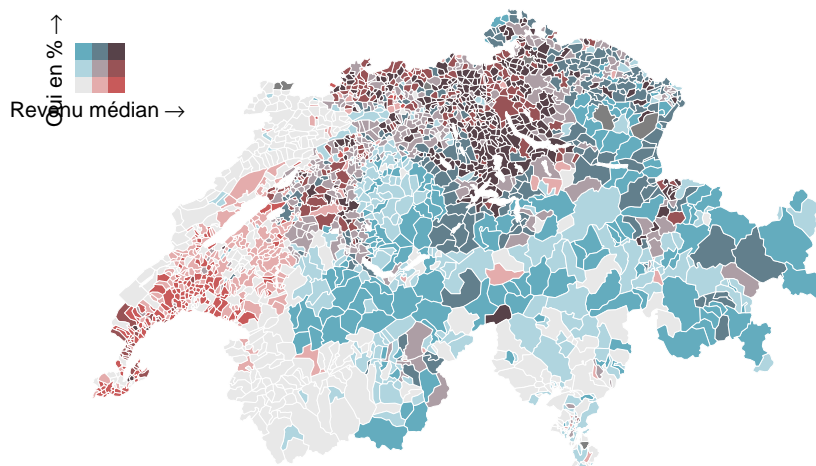 Oui en % →
Revenu médian →